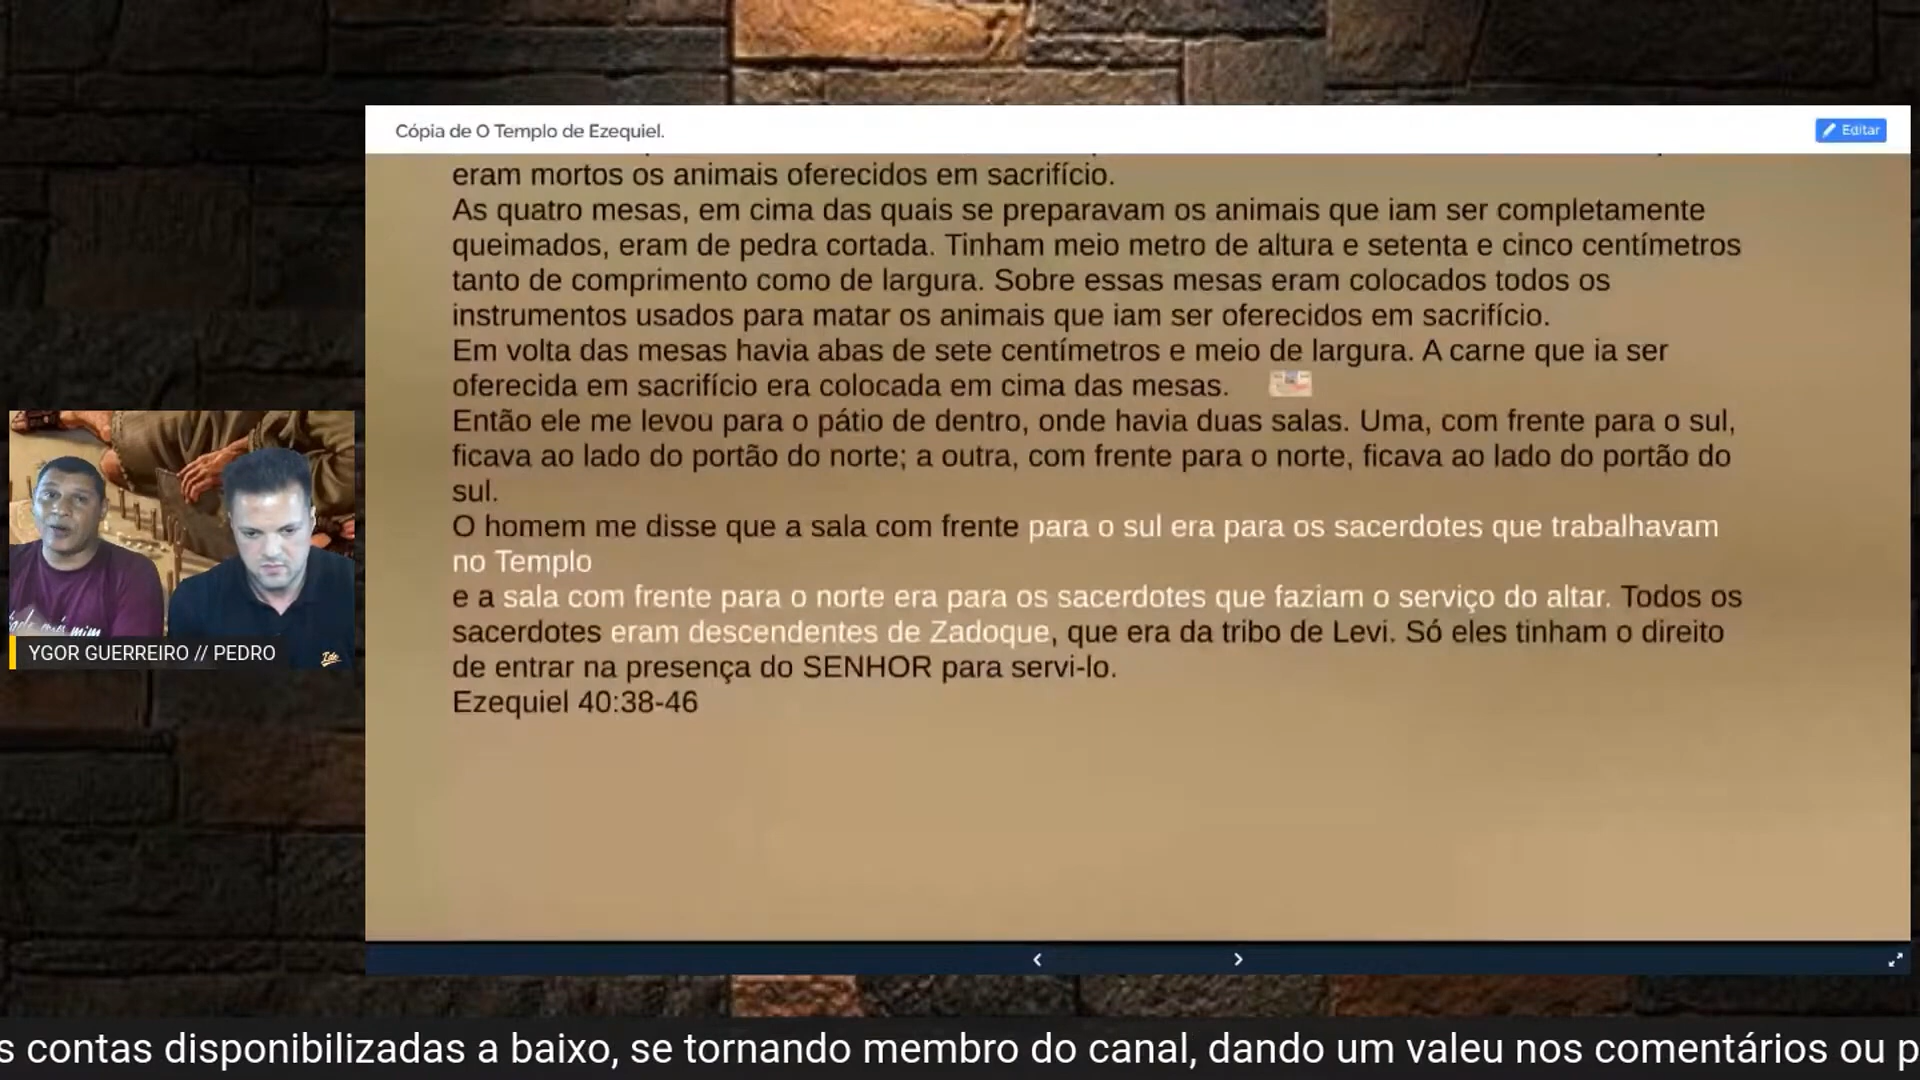 Cópia de O Templo de Ezequiel.
Editar
eram mortos os animais oferecidos em sacrifício.
As quatro mesas, em cima das quais se preparavam os animais que iam ser completamente
queimados, eram de pedra cortada. Tinham meio metro de altura e setenta e cinco centímetros
tanto de comprimento como de largura. Sobre essas mesas eram colocados todos os
instrumentos usados para matar os animais que iam ser oferecidos em sacrifício.
Em volta das mesas havia abas de sete centímetros e meio de largura. A carne que ia ser
oferecida em sacrifício era colocada em cima das mesas.
Então ele me levou para o pátio de dentro, onde havia duas salas. Uma, com frente para o sul,
ficava ao lado do portão do norte; a outra, com frente para o norte, ficava ao lado do portão do
sul.
O homem me disse que a sala com frente para o sul era para os sacerdotes que trabalhavam
no Templo
e a sala com frente para o norte era para os sacerdotes que faziam o serviço do altar. Todos os
sacerdotes eram descendentes de Zadoque, que era da tribo de Levi. Só eles tinham o direito
de entrar na presença do SENHOR para servi-lo.
Ezequiel 40:38-46
YGOR GUERREIRO // PEDRO
s contas disponibilizadas a baixo, se tornando membro do canal, dando um valeu nos comentários ou p